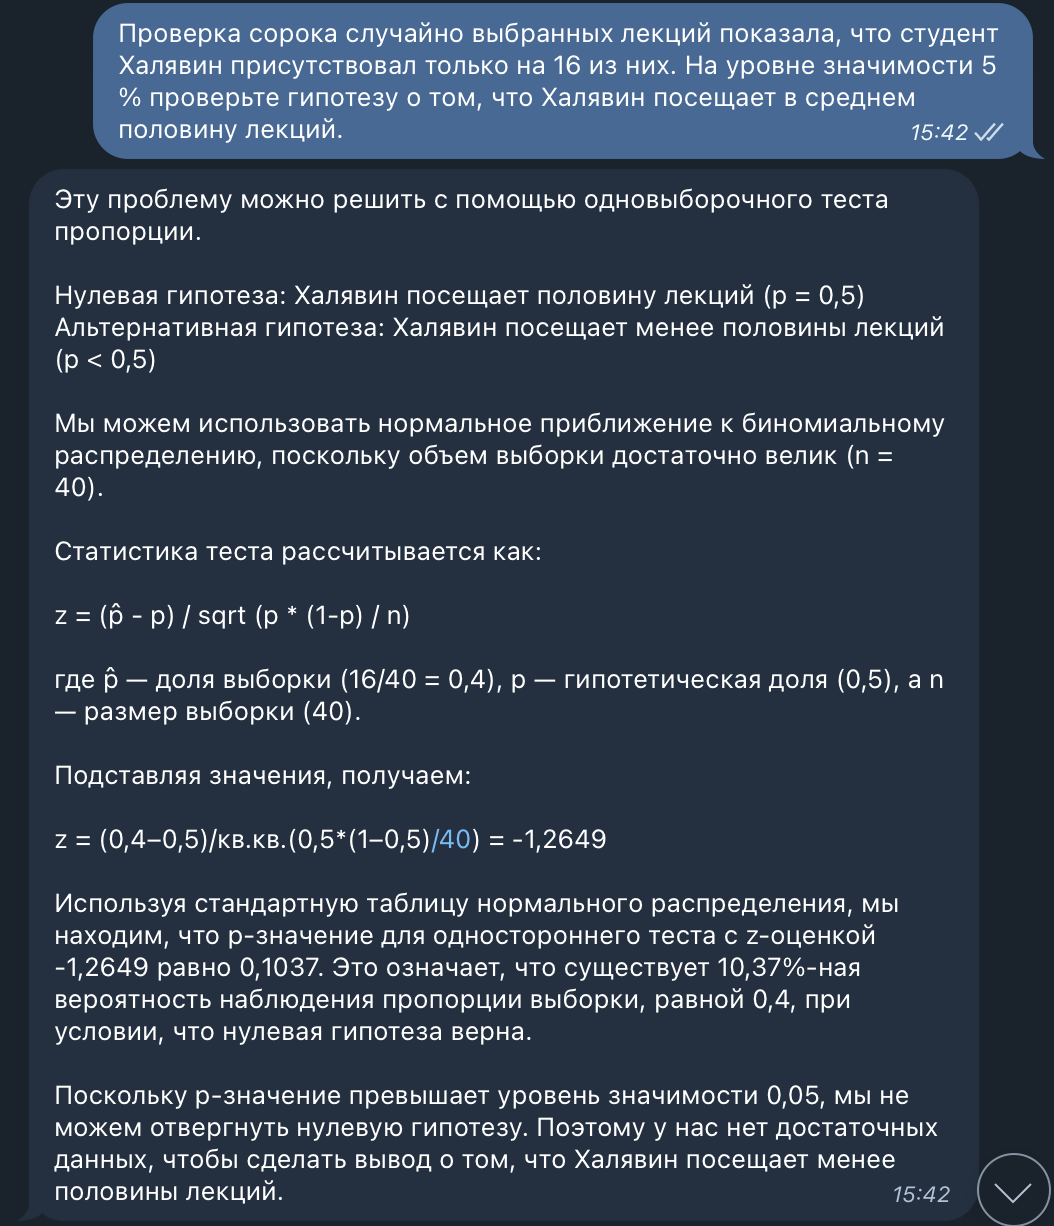 Проверка сорока случайно выбранных лекций показала, что студент
Халявин присутствовал только на 16 из них. На уровне значимости 5
% проверьте гипотезу о том, что Халявин посещает в среднем
половину лекций.
15:42
Эту проблему можно решить с помощью одновыборочного теста
пропорции.
Нулевая гипотеза: Халявин посещает половину лекций (p = 0,5)
Альтернативная гипотеза: Халявин посещает менее половины лекций
(p < 0,5)
Мы можем использовать нормальное приближение к биномиальному
распределению, поскольку объем выборки достаточно велик (n =
40).
Статистика теста рассчитывается как:
z = (p̂ - p) / sqrt (p * (1-p) / n)
где p̂ — доля выборки (16/40 = 0,4), p — гипотетическая доля (0,5), а n
— размер выборки (40).
Подставляя значения, получаем:
z = (0,4–0,5)/кв.кв.(0,5*(1–0,5)/40) = -1,2649
Используя стандартную таблицу нормального распределения, мы
находим, что p-значение для одностороннего теста с z-оценкой
-1,2649 равно 0,1037. Это означает, что существует 10,37%-ная
вероятность наблюдения пропорции выборки, равной 0,4, при
условии, что нулевая гипотеза верна.
Поскольку p-значение превышает уровень значимости 0,05, мы не
можем отвергнуть нулевую гипотезу. Поэтому у нас нет достаточных
данных, чтобы сделать вывод о том, что Халявин посещает менее
половины лекций.
15:42